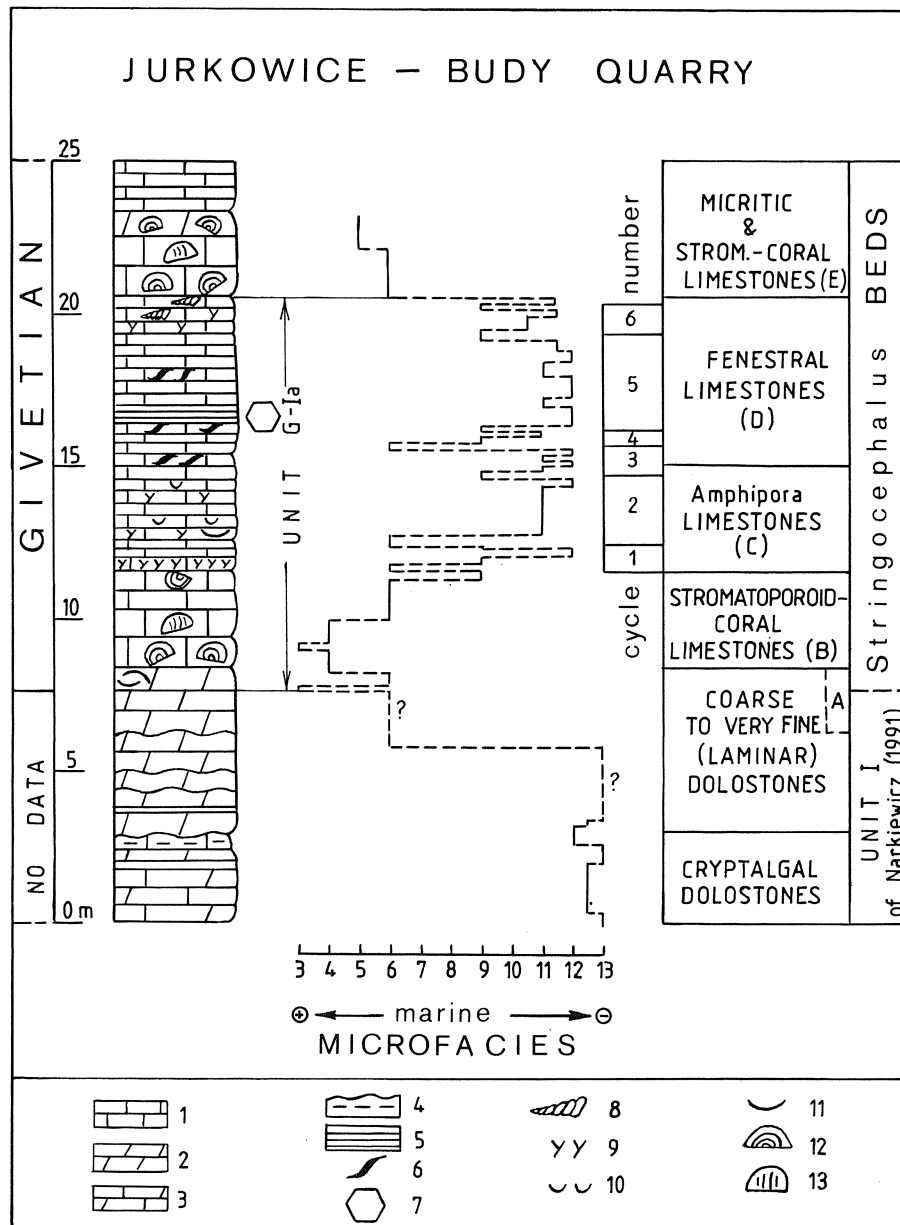 JURKOWICE – BUDY QUARRY
GIVETIAN
NO DATA
25
20
15
10
5
0 m
UNIT G-Ia
?
?
cycle number
6
5
4
3
2
1
MICRITIC
&
STROM.-CORAL
LIMESTONES (E)
FENESTRAL
LIMESTONES
(D)
Amphipora
LIMESTONES
(C)
STROMATOPOROID-
CORAL
LIMESTONES (B)
COARSE
TO VERY FINE
(LAMINAR)
DOLOSTONES
A
CRYPTALGAL
DOLOSTONES
Stringocephalus BEDS
UNIT I
of Narkiewicz (1991)
3 4 5 6 7 8 9 10 11 12 13
+ marine −
MICROFACIES
1
2
3
4
5
6
7
8
9
10
11
12
13